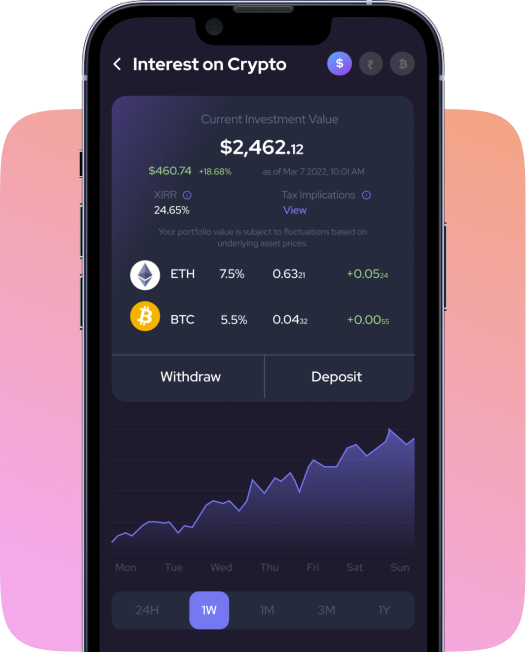 Interest on Crypto $ ₹ ₿
Current Investment Value
$2,462.12
$460.74 +18.68% as of Mar 7 2022, 10:01 AM
XIRR Tax Implications
24.65% View
Your portfolio value is subject to fluctuations based on
underlying asset prices.
ETH 7.5% 0.6321 +0.0524
BTC 5.5% 0.0432 +0.0055
Withdraw Deposit
Mon Tue Wed Thu Fri Sat Sun
24H 1W 1M 3M 1Y